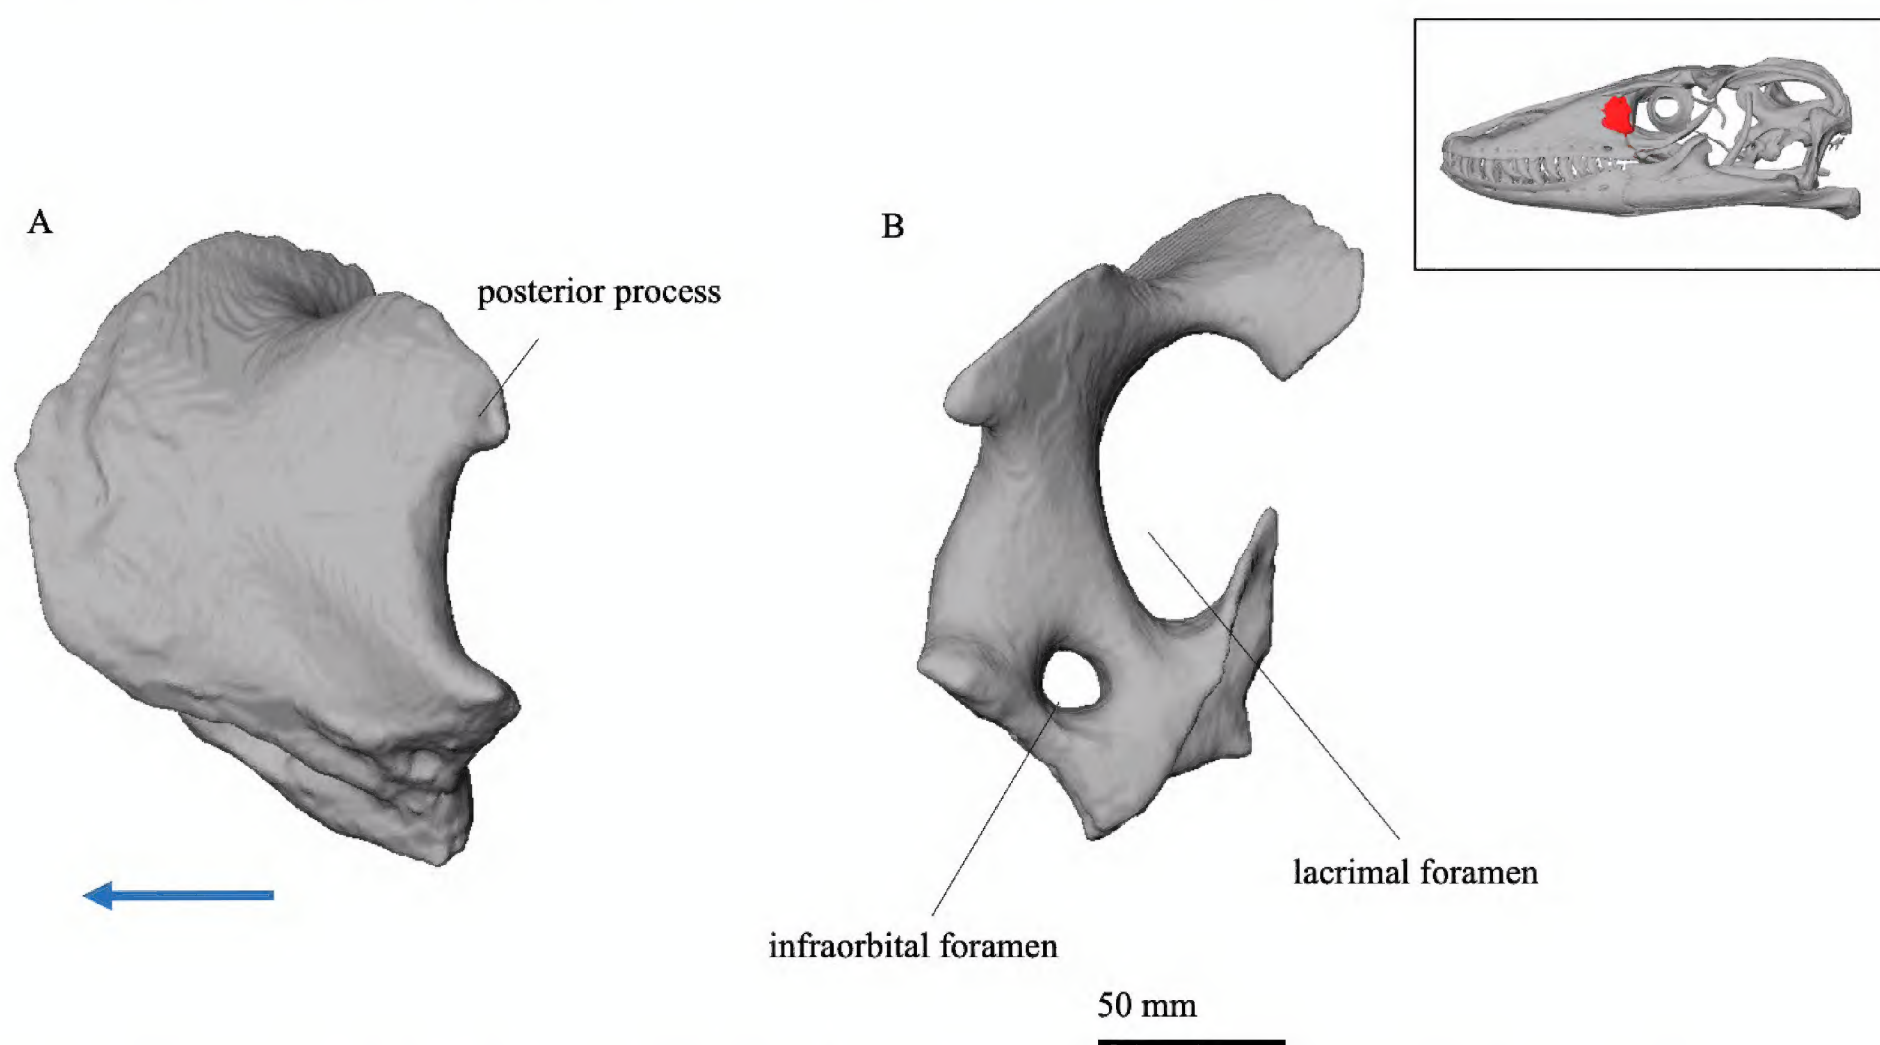 A
B
posterior process
lacrimal foramen
infraorbital foramen
50 mm